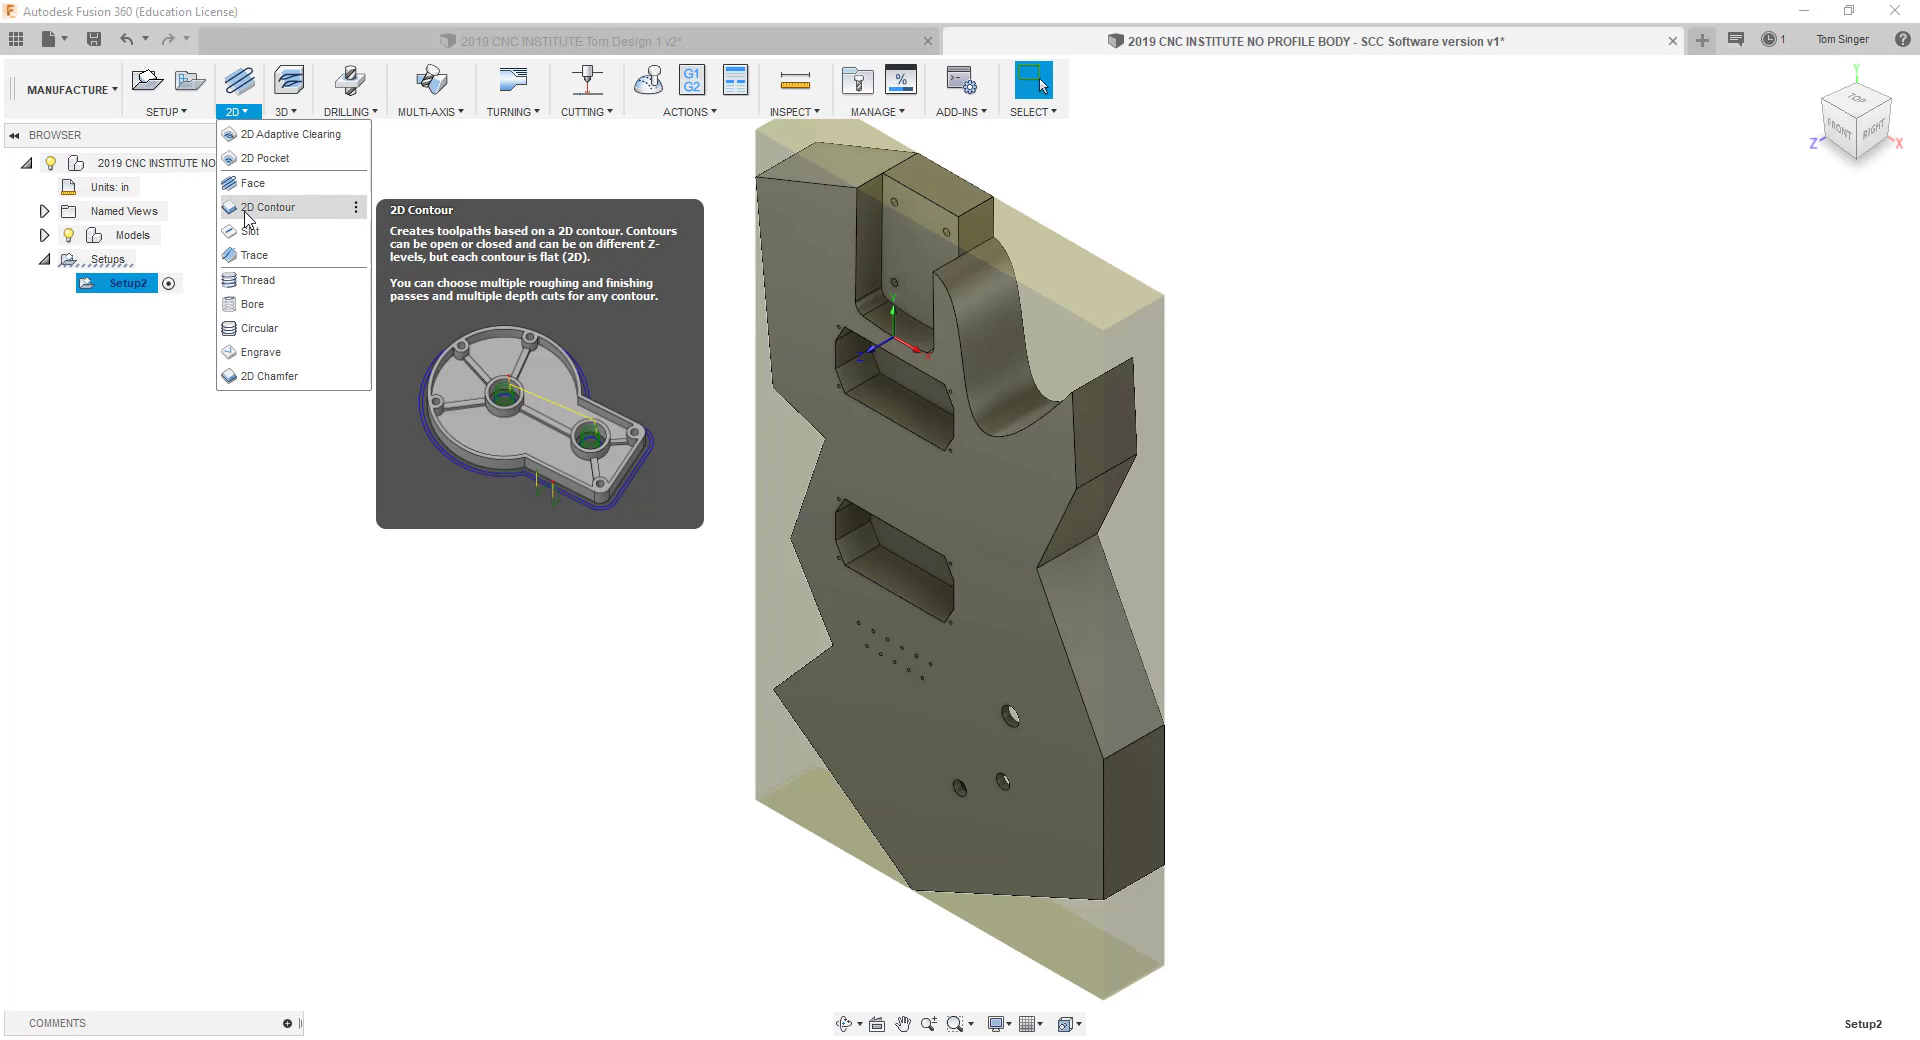 Autodesk Fusion 360 (Education License)
2019 CNC INSTITUTE Tom Design 1 v2*
2019 CNC INSTITUTE NO PROFILE BODY - SCC Software version v1*
1
Tom Singer
MANUFACTURE
SETUP
2D
3D
DRILLING
MULTI-AXIS
TURNING
CUTTING
G1
G2
ACTIONS
INSPECT
%
MANAGE
ADD-INS
SELECT
BROWSER
2019 CNC INSTITUTE NO
Units: in
Named Views
Models
Setups
Setup2
2D Adaptive Clearing
2D Pocket
Face
2D Contour
Slot
Trace
Thread
Bore
Circular
Engrave
2D Chamfer
2D Contour
Creates toolpaths based on a 2D contour. Contours
can be open or closed and can be on different Z-
levels, but each contour is flat (2D).
You can choose multiple roughing and finishing
passes and multiple depth cuts for any contour.
Y
Z
X
Y
TOP
FRONT
RIGHT
Z
X
COMMENTS
Setup2